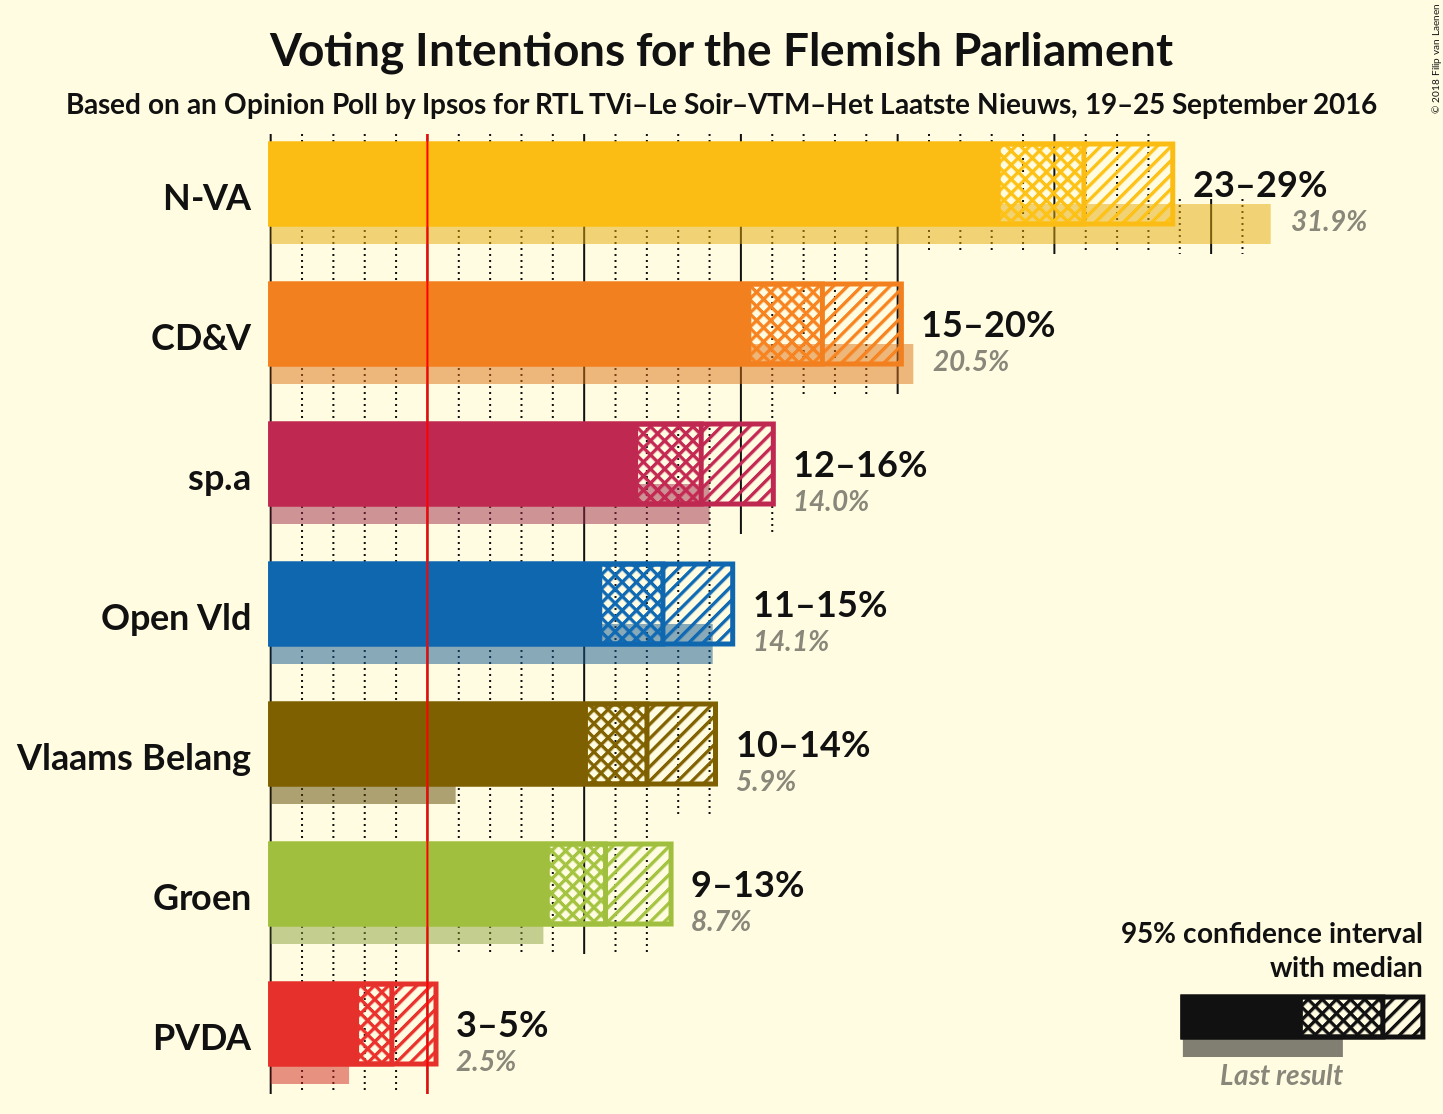 Voting Intentions for the Flemish Parliament
Based on an Opinion Poll by Ipsos for RTL TVi–Le Soir–VTM–Het Laatste Nieuws, 19–25 September 2016
© 2018 Filip van Laenen
N-VA
23–29%
31.9%
CD&V
15–20%
20.5%
sp.a
12–16%
14.0%
Open Vld
11–15%
14.1%
Vlaams Belang
10–14%
5.9%
Groen
9–13%
8.7%
PVDA
3–5%
2.5%
95% confidence interval
with median
Last result